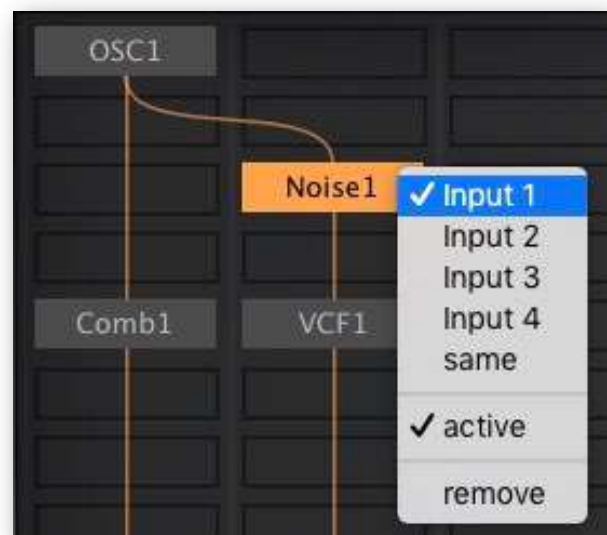 OSC1
Noise1
Comb1
VCF1
✓ Input 1
Input 2
Input 3
Input 4
same
✓ active
remove